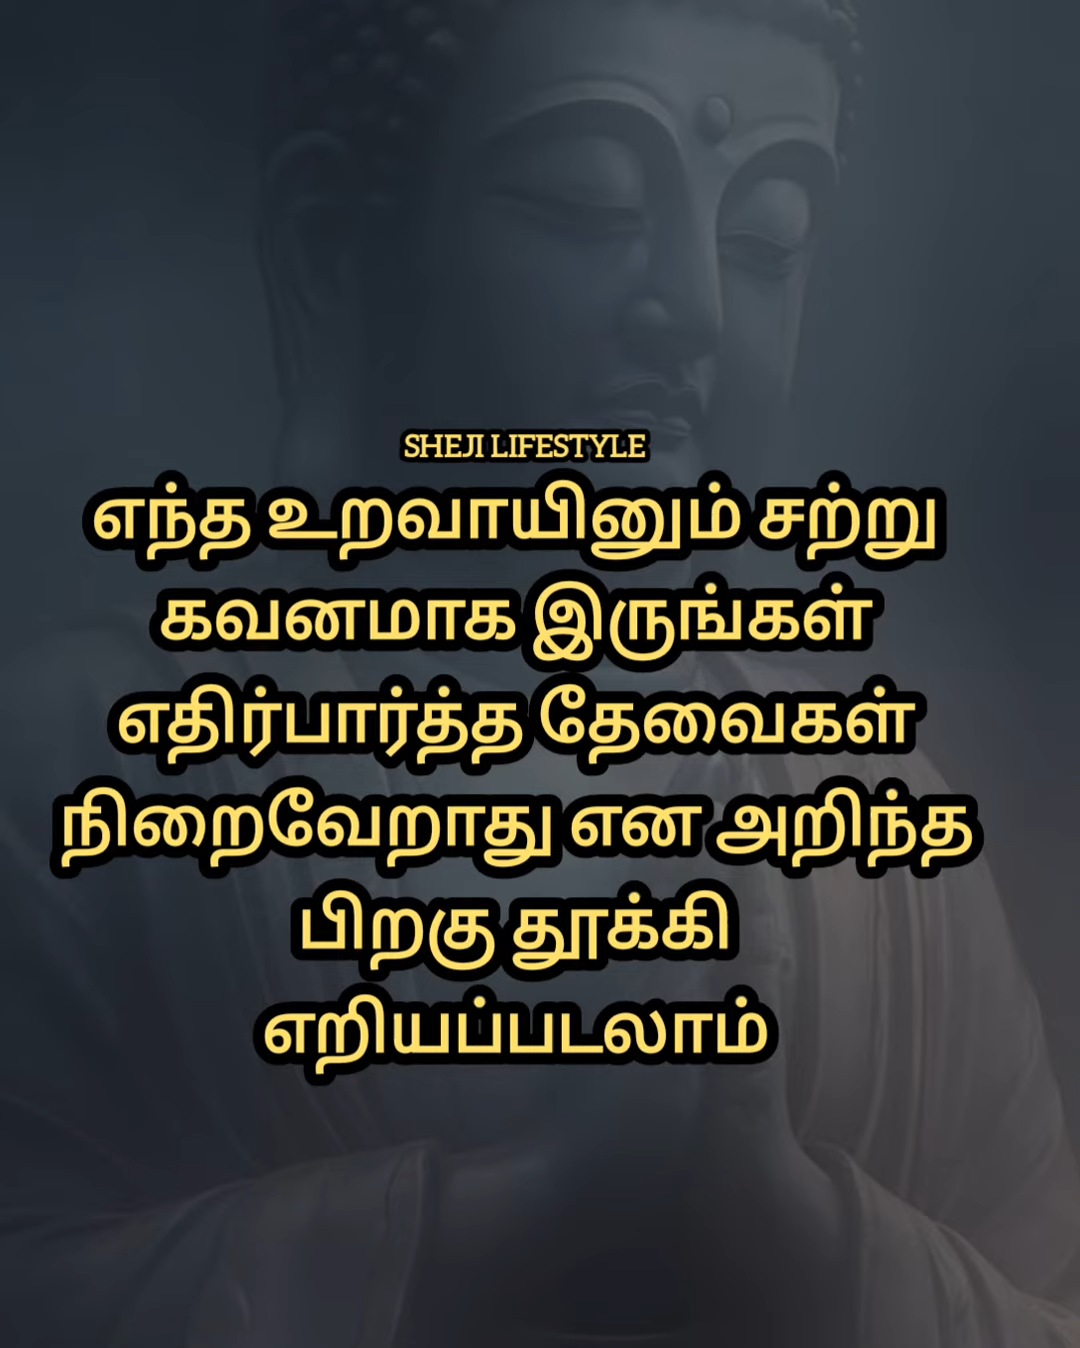 SHEJI LIFESTYLE
எந்த உறவாயினும் சற்று
கவனமாக இருங்கள்
எதிர்பார்த்த தேவைகள்
நிறைவேறாது என அறிந்த
பிறகு தூக்கி
எறியப்படலாம்